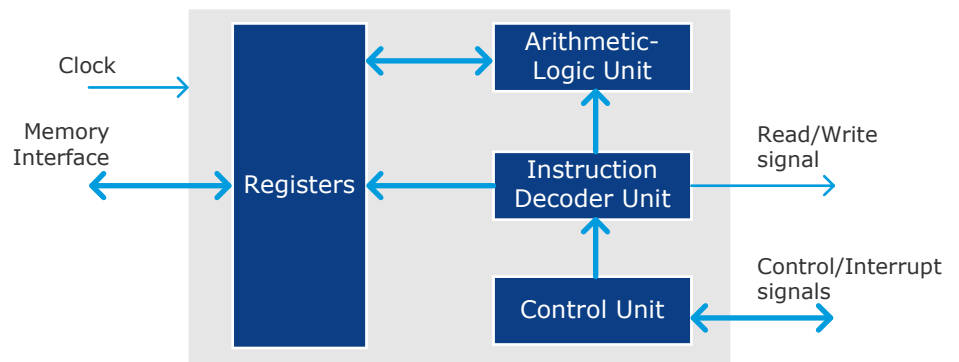 Clock
Memory
Interface
Registers
Arithmetic-
Logic Unit
Instruction
Decoder Unit
Control Unit
Read/Write
signal
Control/Interrupt
signals